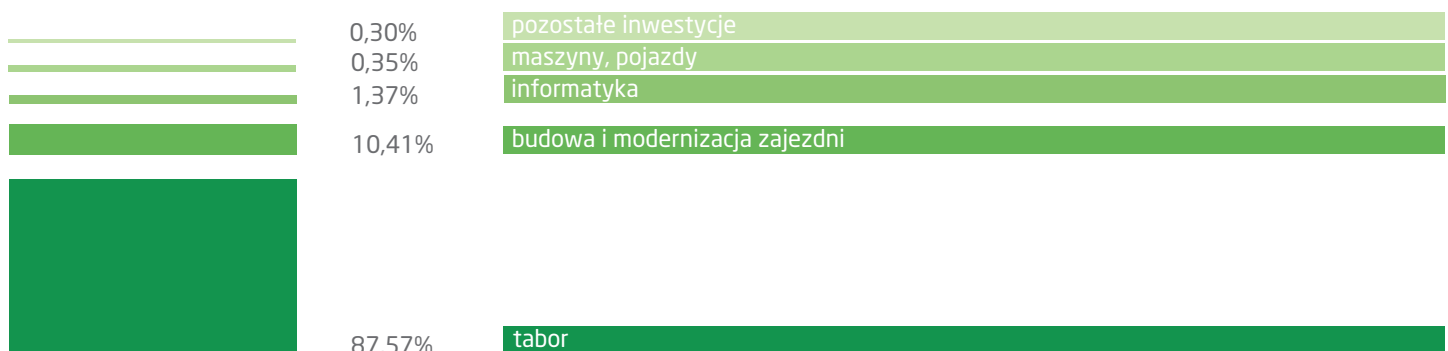 0,30% pozostałe inwestycje
0,35% maszyny, pojazdy
1,37% informatyka
10,41% budowa i modernizacja zajezdni
87,57% tabor